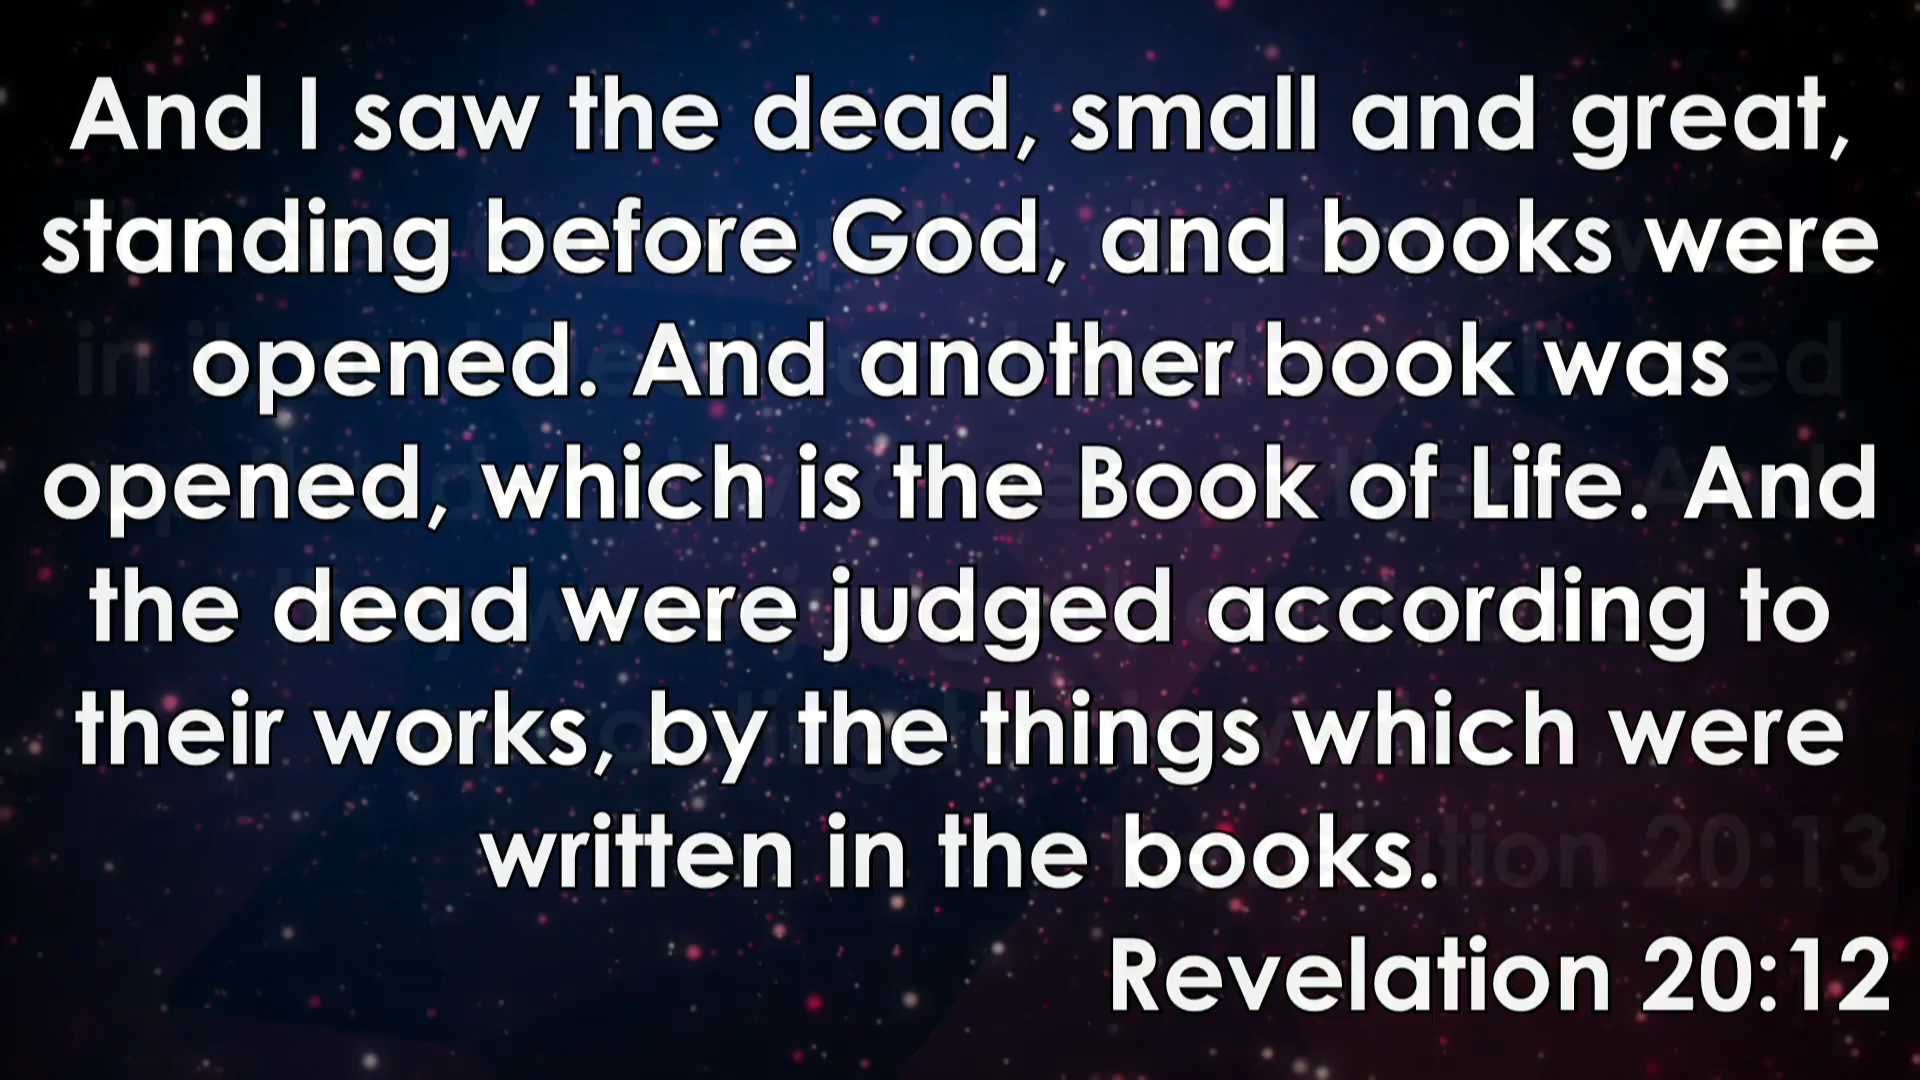 And I saw the dead, small and great,
standing before God, and books were
opened. And another book was
opened, which is the Book of Life. And
the dead were judged according to
their works, by the things which were
written in the books.
Revelation 20:12
20:13